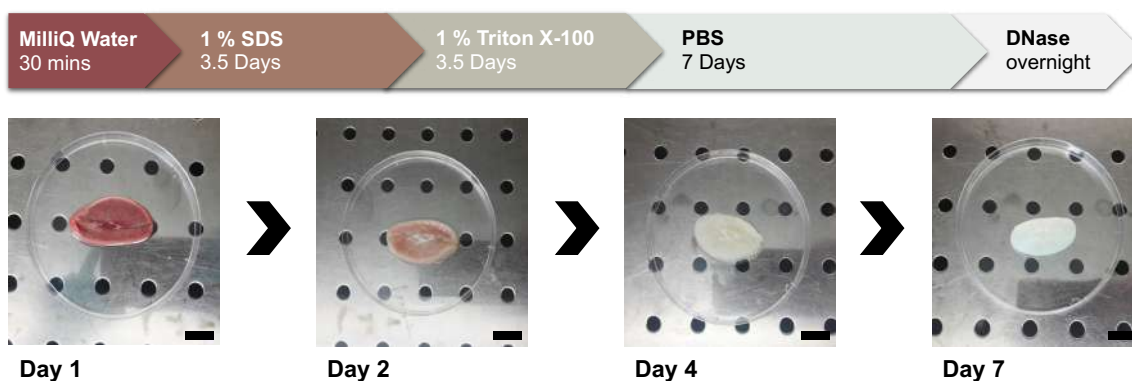 MilliQ Water
30 mins
1 % SDS
3.5 Days
1 % Triton X-100
3.5 Days
PBS
7 Days
DNase
overnight
Day 1
Day 2
Day 4
Day 7